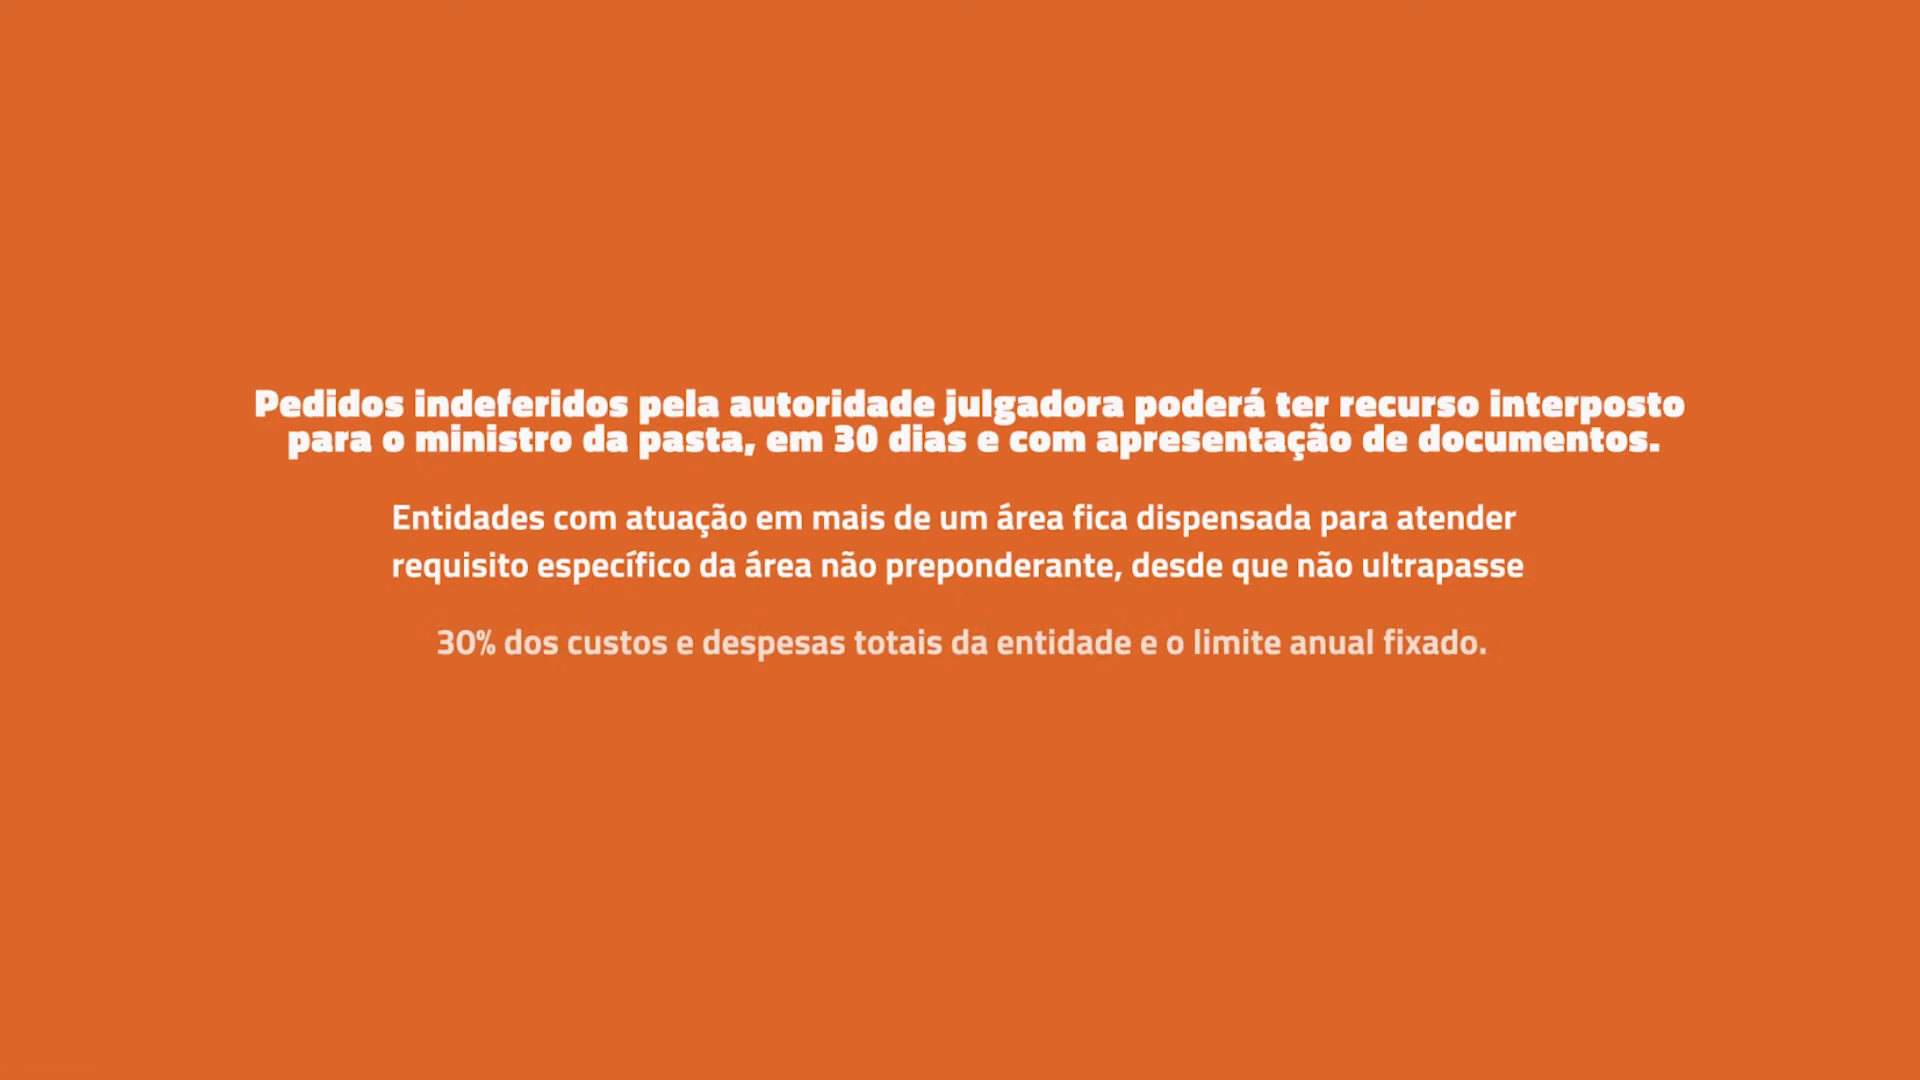 Pedidos indeferidos pela autoridade julgadora poderá ter recurso interposto
para o ministro da pasta, em 30 dias e com apresentação de documentos.
Entidades com atuação em mais de um área fica dispensada para atender
requisito específico da área não preponderante, desde que não ultrapasse
30% dos custos e despesas totais da entidade e o limite anual fixado.